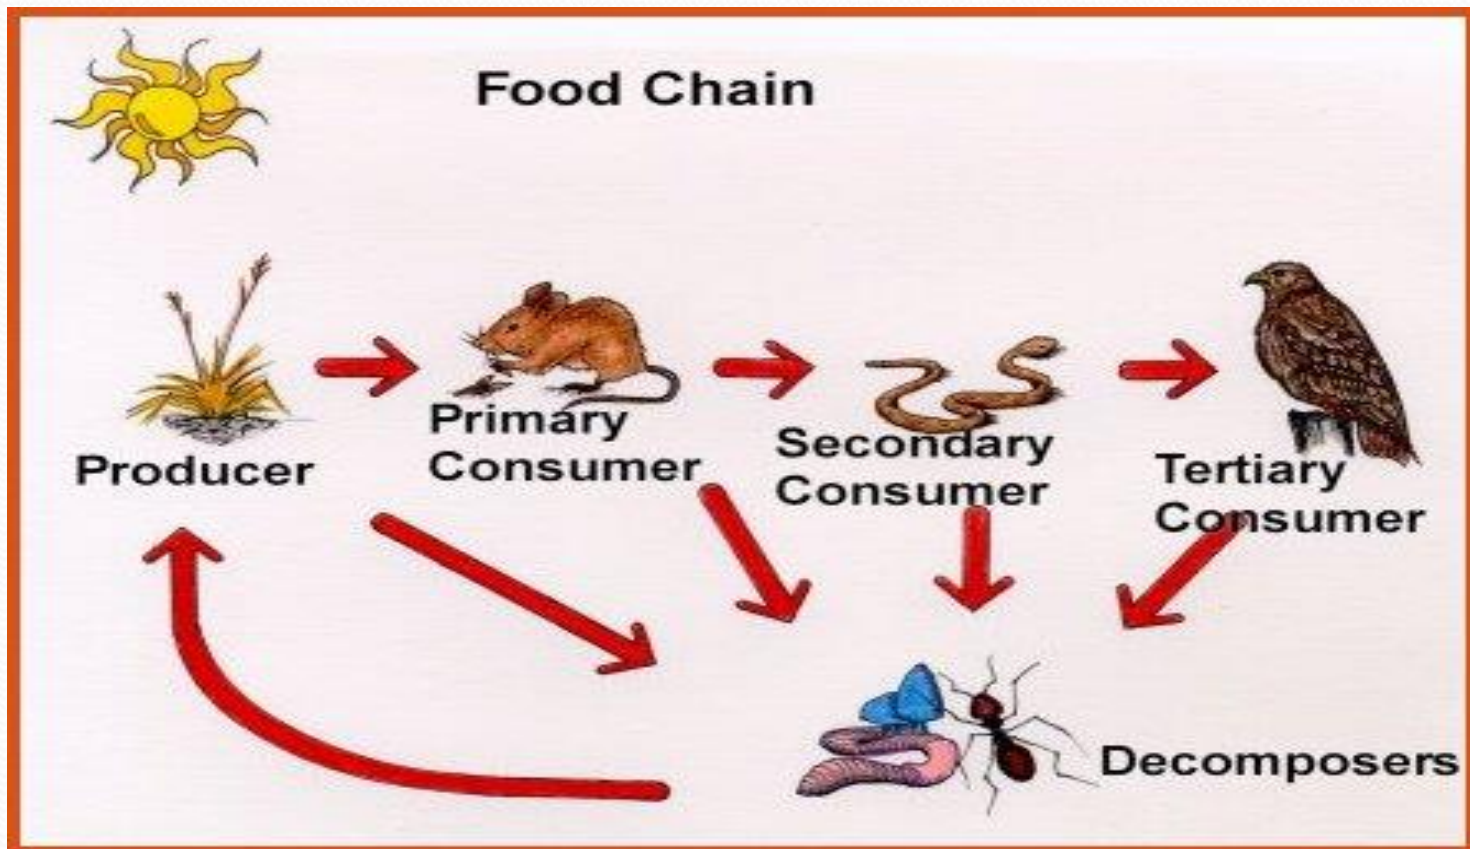 Food Chain
Producer
Primary
Consumer
Secondary
Consumer
Tertiary
Consumer
Decomposers